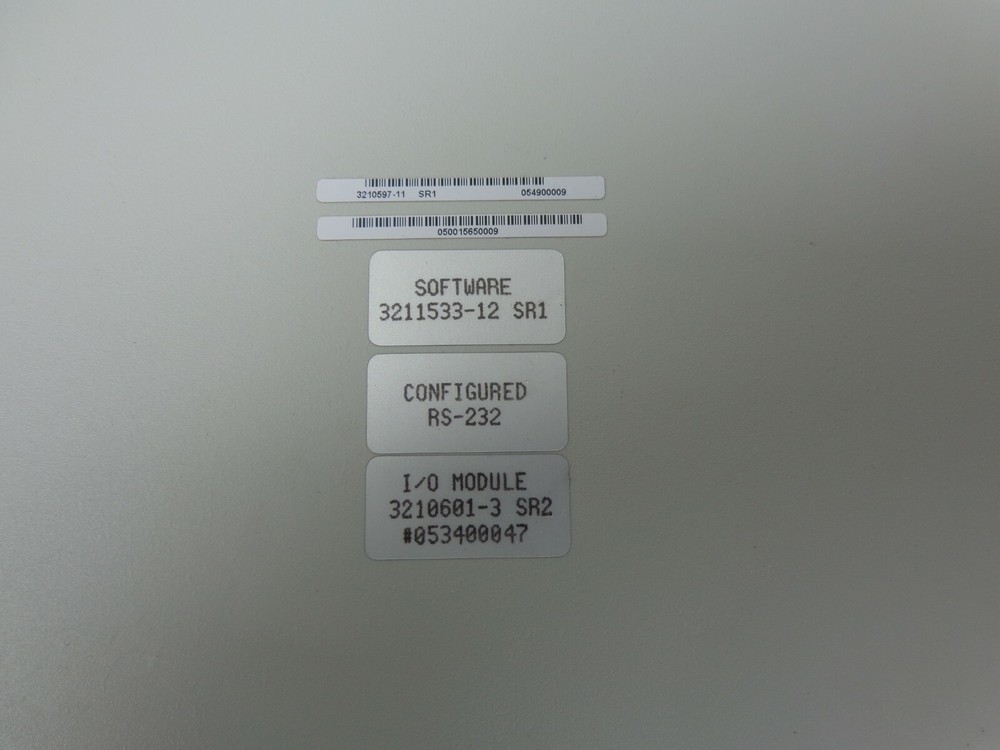 3210597-11 SR1 054900009
050015650009
SOFTWARE
3211533-12 SR1
CONFIGURED
RS-232
I/O MODULE
3210601-3 SR2
#053400047